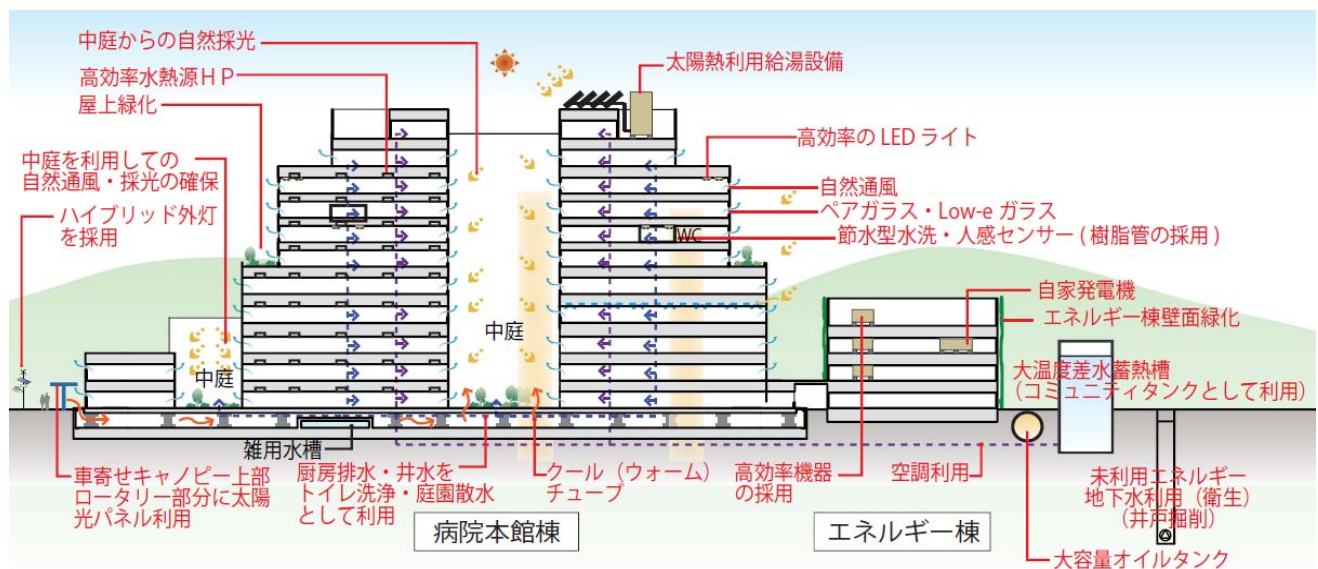 中庭からの自然採光
高効率水熱源HP
屋上緑化
中庭を利用しての
自然通風・採光の確保
ハイブリッド外灯
を採用
太陽熱利用給湯設備
高効率のLEDライト
自然通風
ペアガラス・Low-eガラス
WC
節水型水洗・人感センサー(樹脂管の採用)
自家発電機
エネルギー棟壁面緑化
大温度差水蓄熱槽
(コミュニティタンクとして利用)
中庭
中庭
雑用水槽
車寄せキャノピー上部
ロータリー部分に太陽
光パネル利用
厨房排水・井水を
トイレ洗浄・庭園散水
として利用
クール(ウォーム)
チューブ
高効率機器
の採用
空調利用
未利用エネルギー
地下水利用(衛生)
(井戸掘削)
大容量オイルタンク
病院本館棟
エネルギー棟